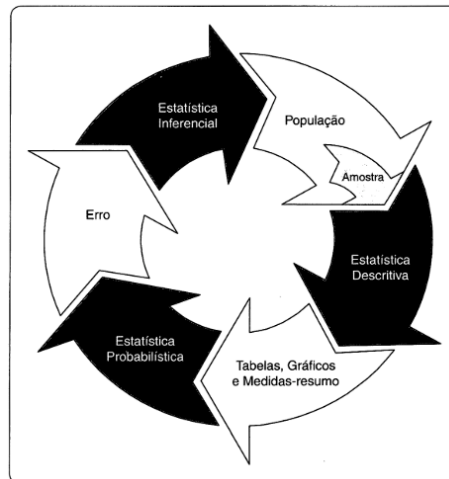 Estatística
Inferencial
População
Amostra
Estatística
Descritiva
Tabelas, Gráficos
e Medidas-resumo
Estatística
Probabilística
Erro